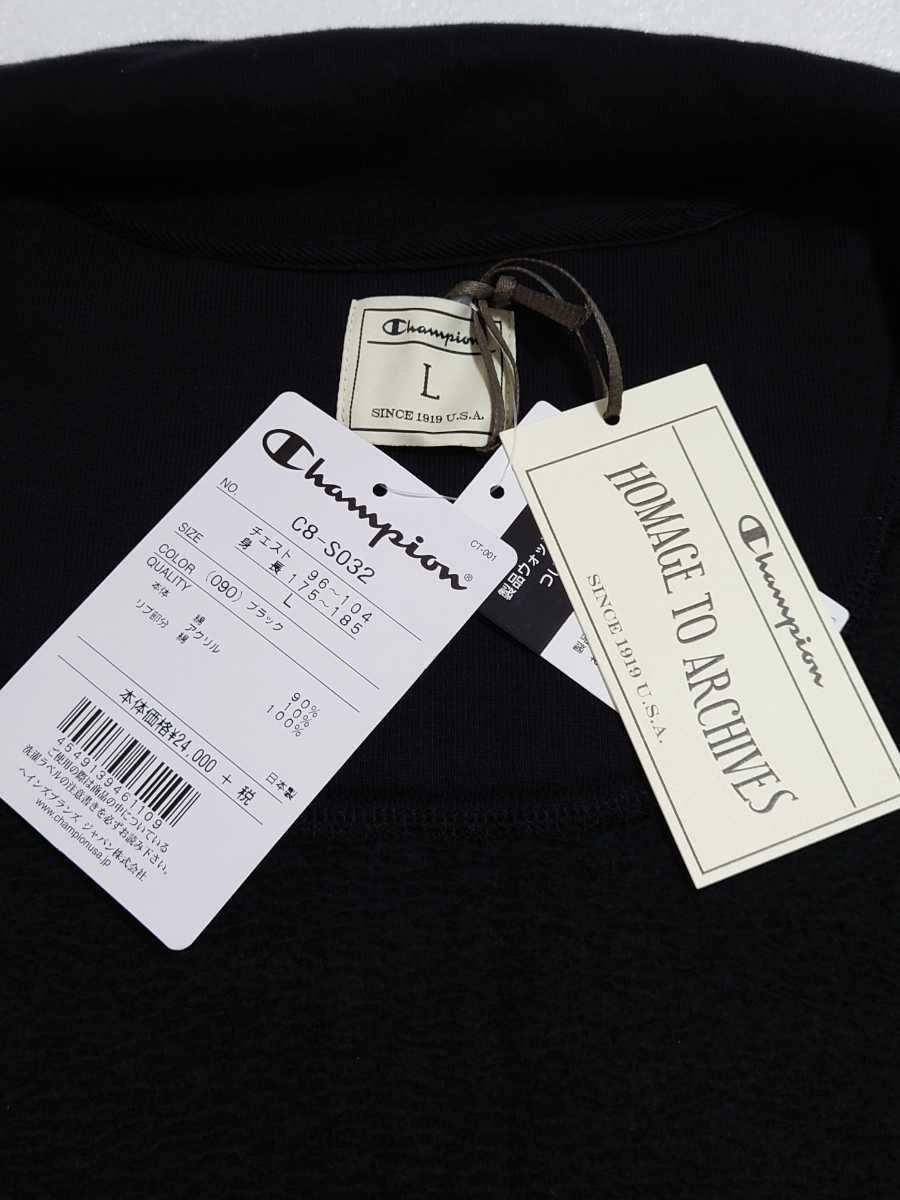 Champion
L
SINCE 1919 U.S.A.
Champion®
CT-001
NO. C8-S032
チェスト 96～104
身長 175～185
SIZE L
COLOR (090) ブラック
QUALITY
本体 綿 90%
アクリル 10%
リブ部分 綿 100%
本体価格¥24,000 + 税
日本製
4549139461109
ご使用の際は商品の中についている
洗濯ラベルの注意書きを必ずお読み下さい。
ヘインズブランズ ジャパン株式会社
www.championusa.jp
製品ウォッ
つい
Champion
HOMAGE TO ARCHIVES
SINCE 1919 U.S.A.